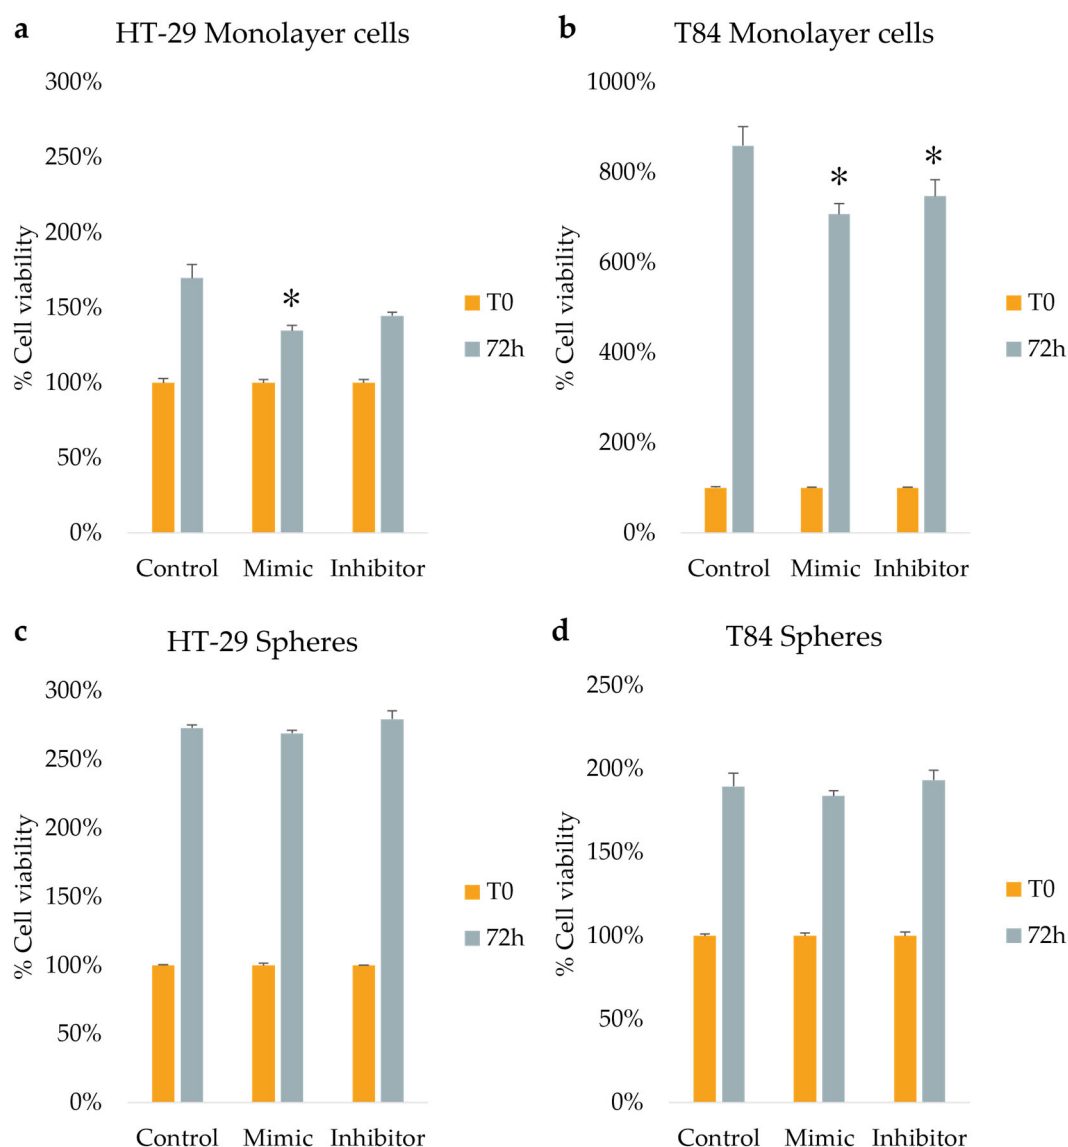 a
HT-29 Monolayer cells
300%
250%
200%
150%
100%
50%
0%
% Cell viability
*
T0
72h
Control Mimic Inhibitor
b
T84 Monolayer cells
1000%
800%
600%
400%
200%
0%
% Cell viability
* *
T0
72h
Control Mimic Inhibitor
c
HT-29 Spheres
300%
250%
200%
150%
100%
50%
0%
% Cell viability
T0
72h
Control Mimic Inhibitor
d
T84 Spheres
250%
200%
150%
100%
50%
0%
% Cell viability
T0
72h
Control Mimic Inhibitor